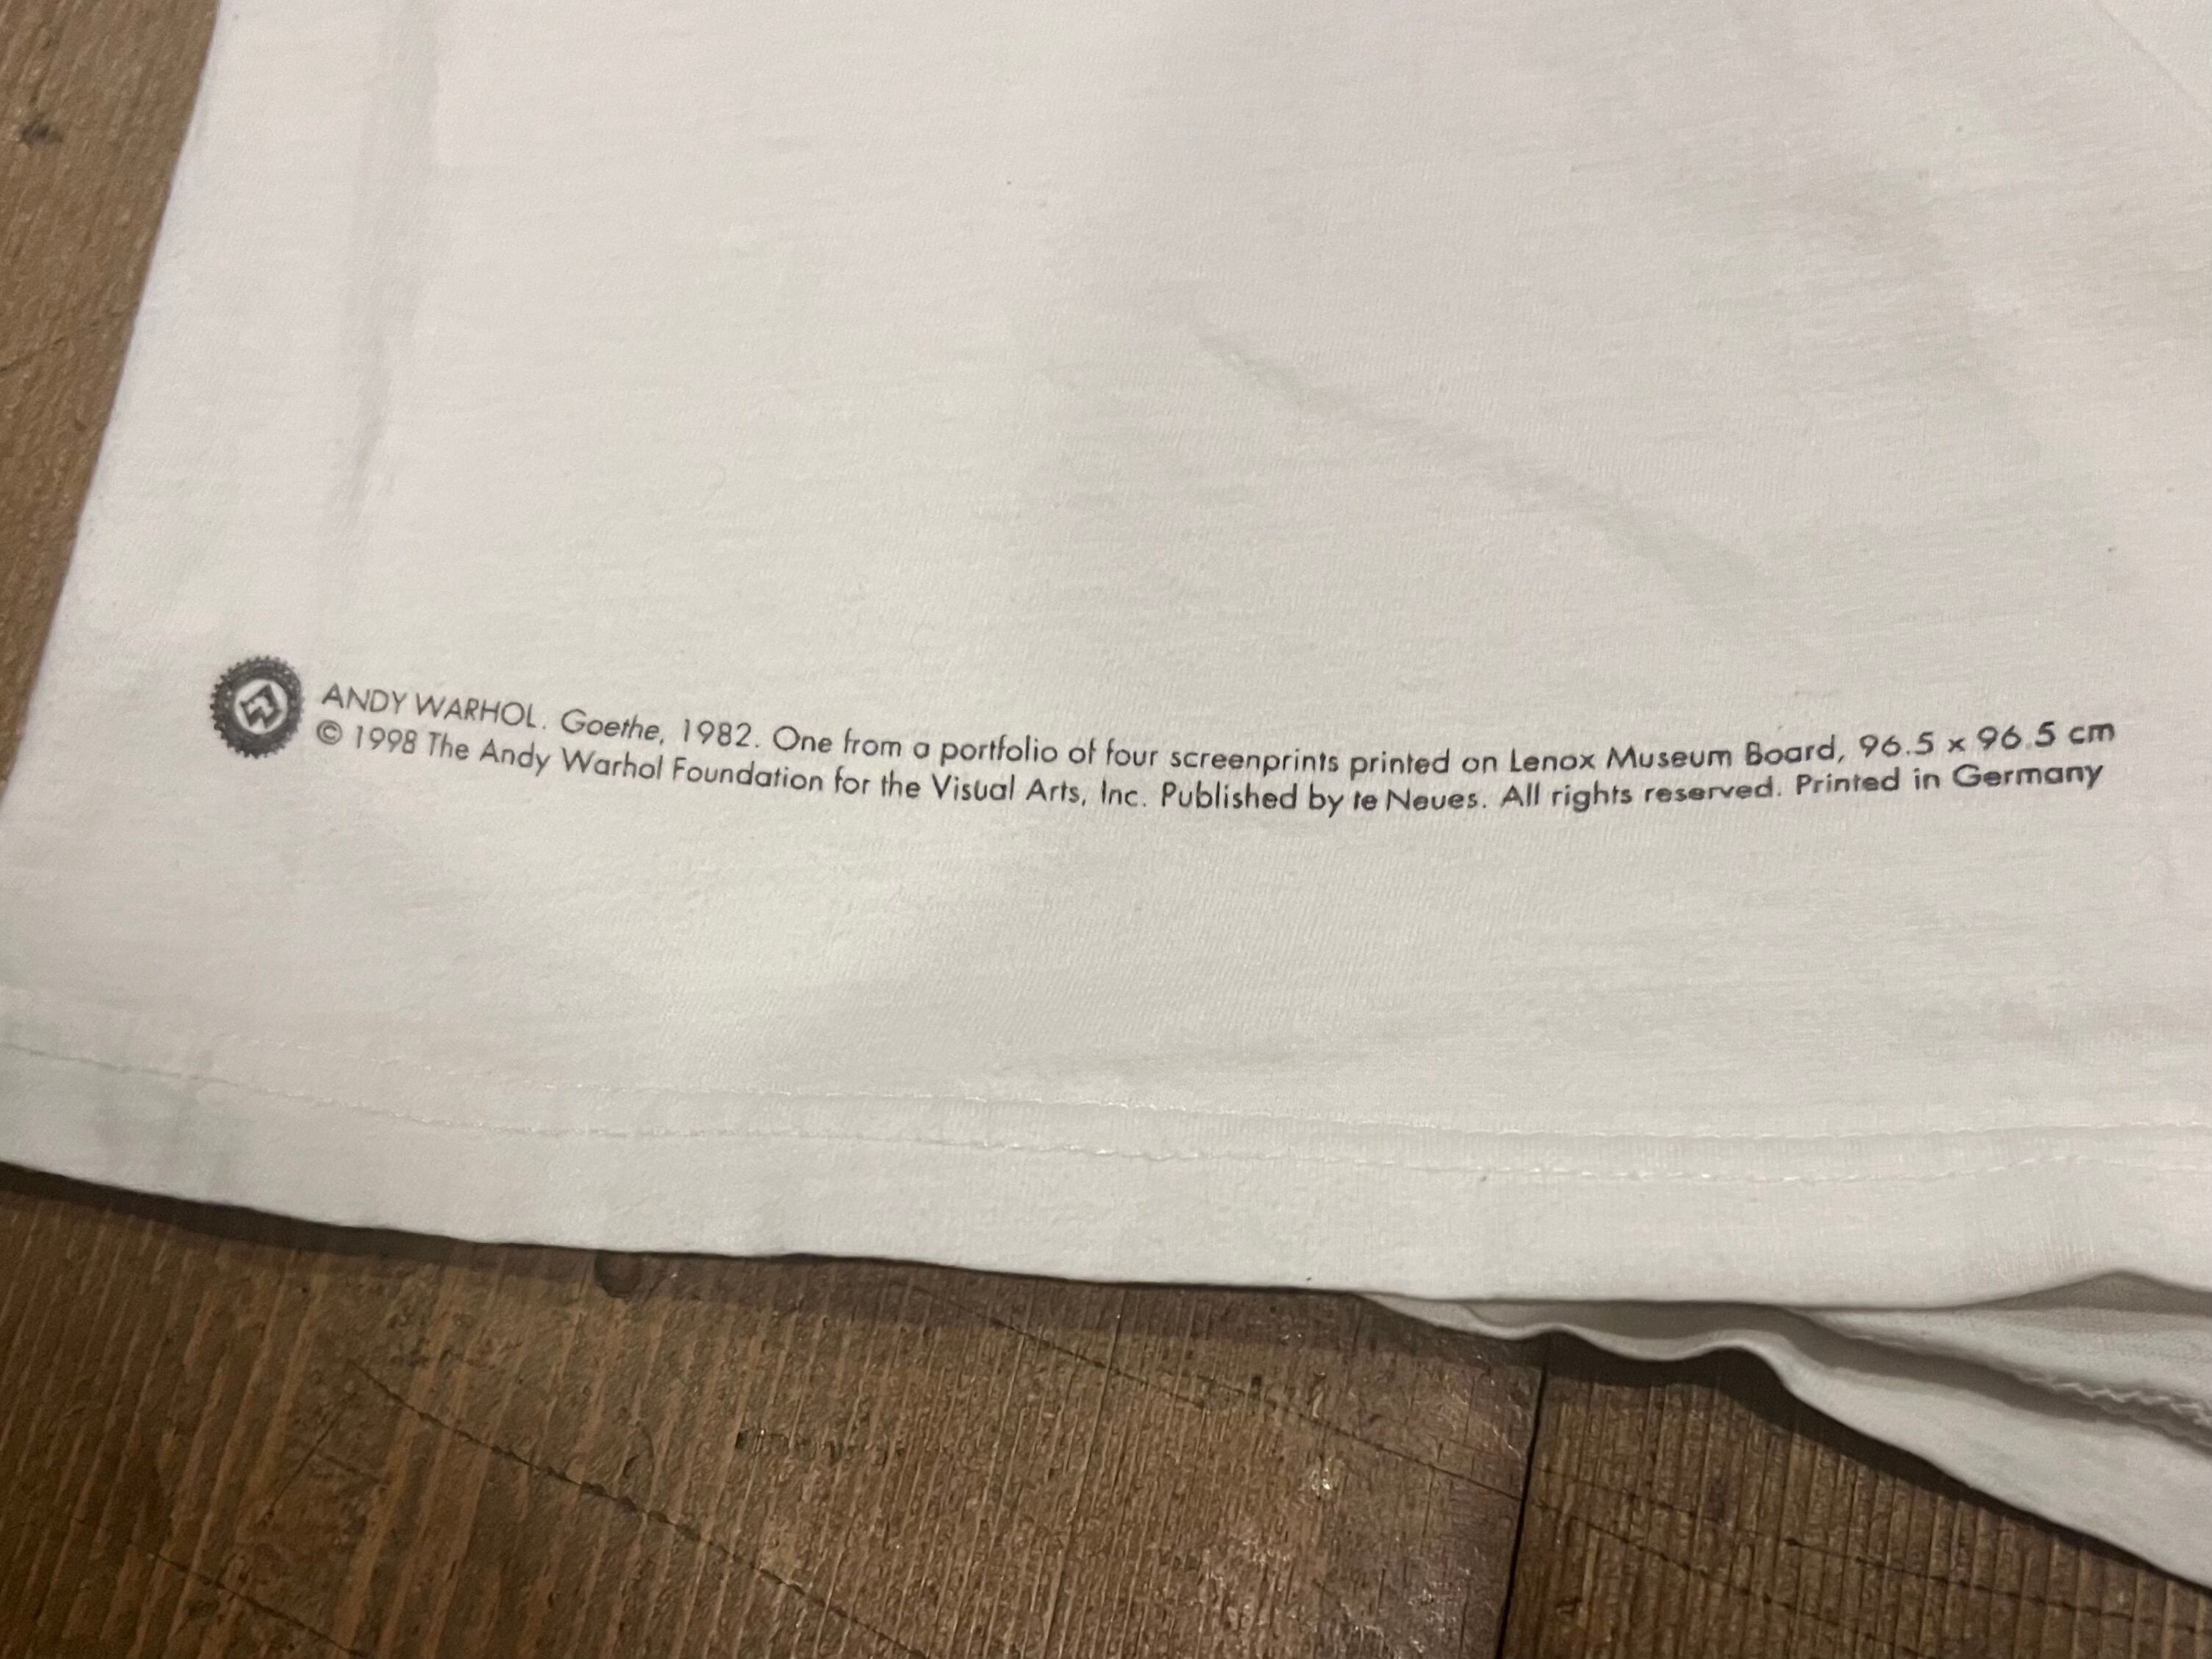 ANDY WARHOL. Goethe, 1982. One from a portfolio of four screenprints printed on Lenox Museum Board, 96.5 x 96.5 cm
© 1998 The Andy Warhol Foundation for the Visual Arts, Inc. Published by te Neues. All rights reserved. Printed in Germany